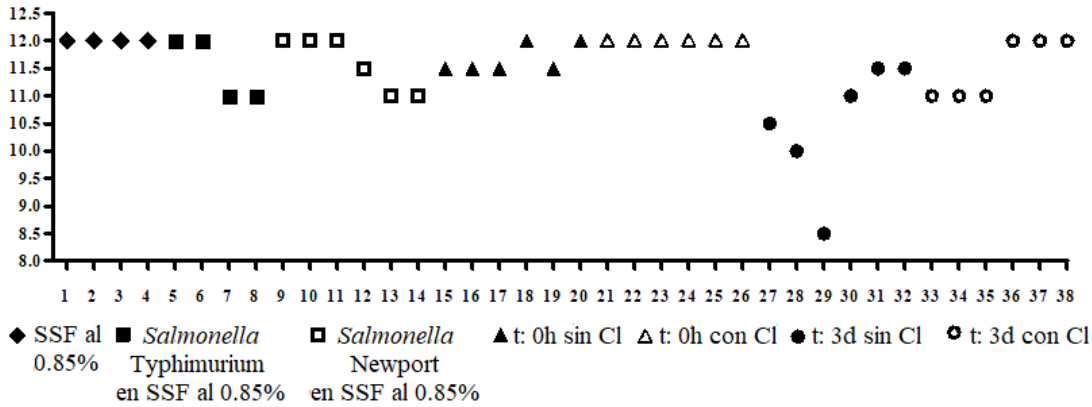 12.5
12.0
11.5
11.0
10.5
10.0
9.5
9.0
8.5
8.0
1 2 3 4 5 6 7 8 9 10 11 12 13 14 15 16 17 18 19 20 21 22 23 24 25 26 27 28 29 30 31 32 33 34 35 36 37 38
SSF al Salmonella Salmonella t: 0h sin Cl t: 0h con Cl t: 3d sin Cl t: 3d con Cl
0.85% Typhimurium Newport
en SSF al 0.85% en SSF al 0.85%